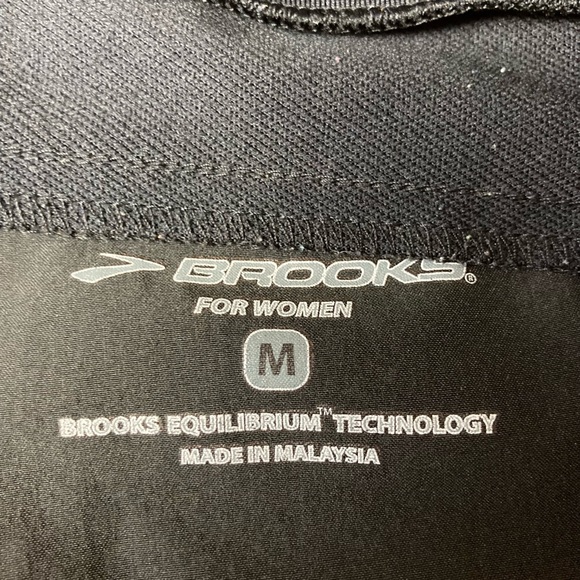 BROOKS®
FOR WOMEN
M
BROOKS EQUILIBRIUM™ TECHNOLOGY
MADE IN MALAYSIA